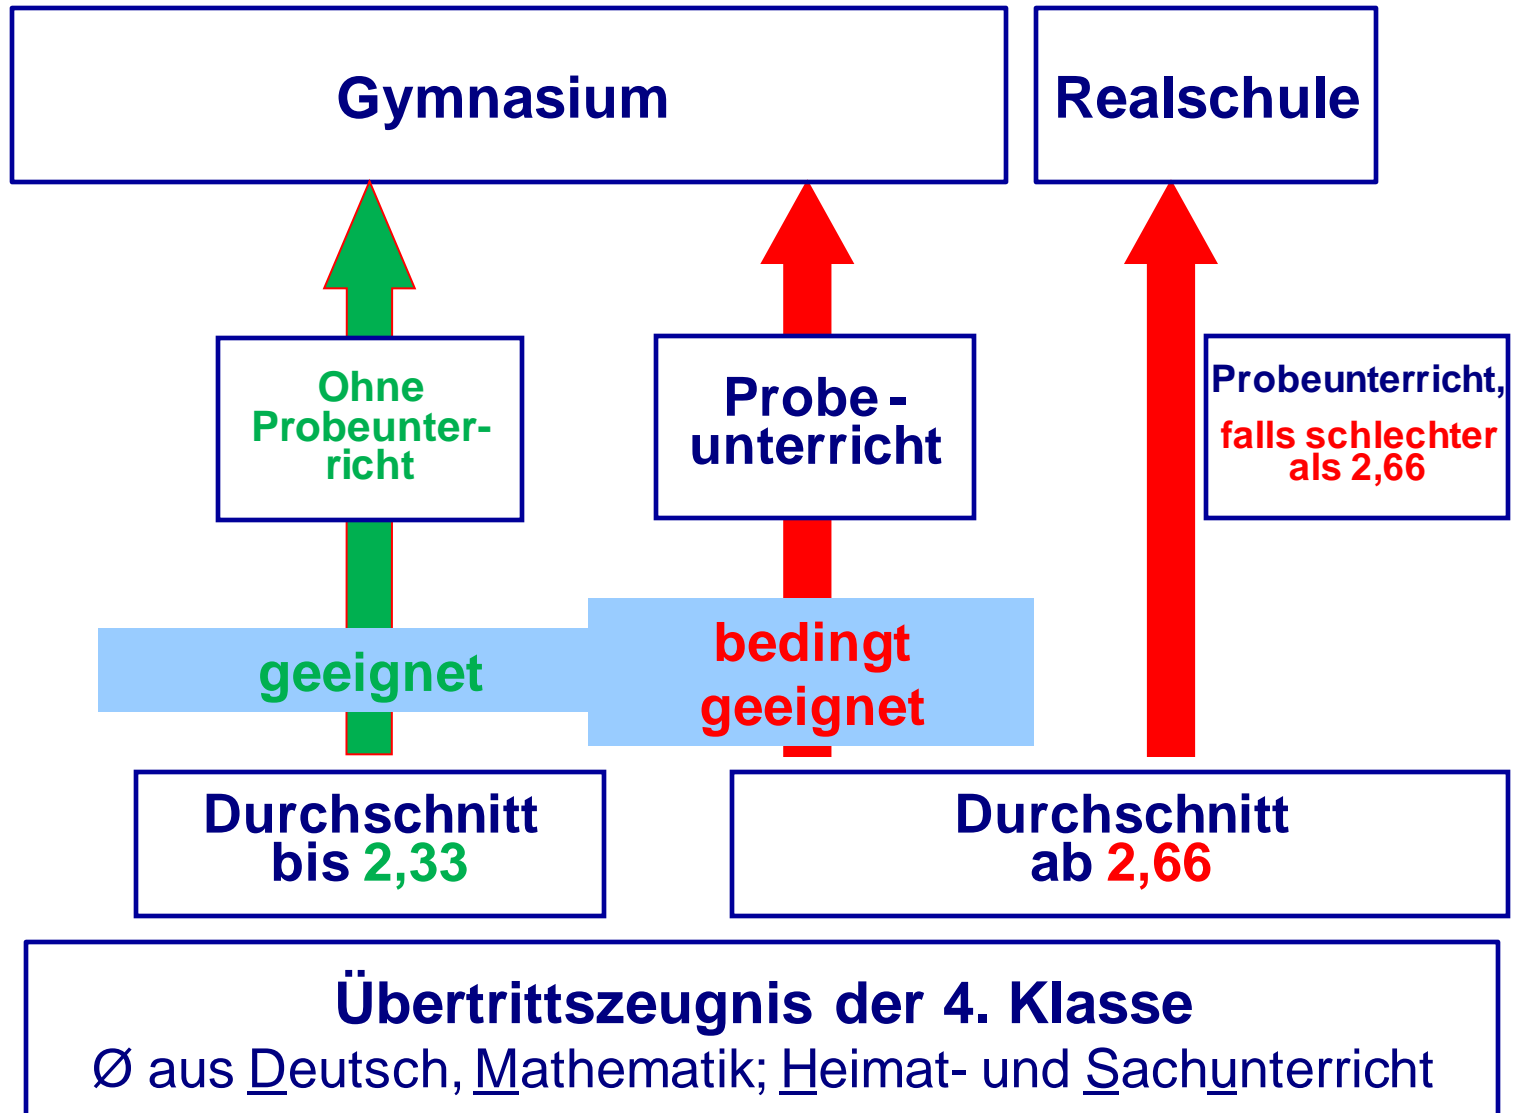 Gymnasium
Realschule
Ohne
Probeunter-
richt
Probe-
unterricht
Probeunterricht,
falls schlechter
als 2,66
geeignet
bedingt
geeignet
Durchschnitt
bis 2,33
Durchschnitt
ab 2,66
Übertrittszeugnis der 4. Klasse
Ø aus Deutsch, Mathematik; Heimat- und Sachunterricht